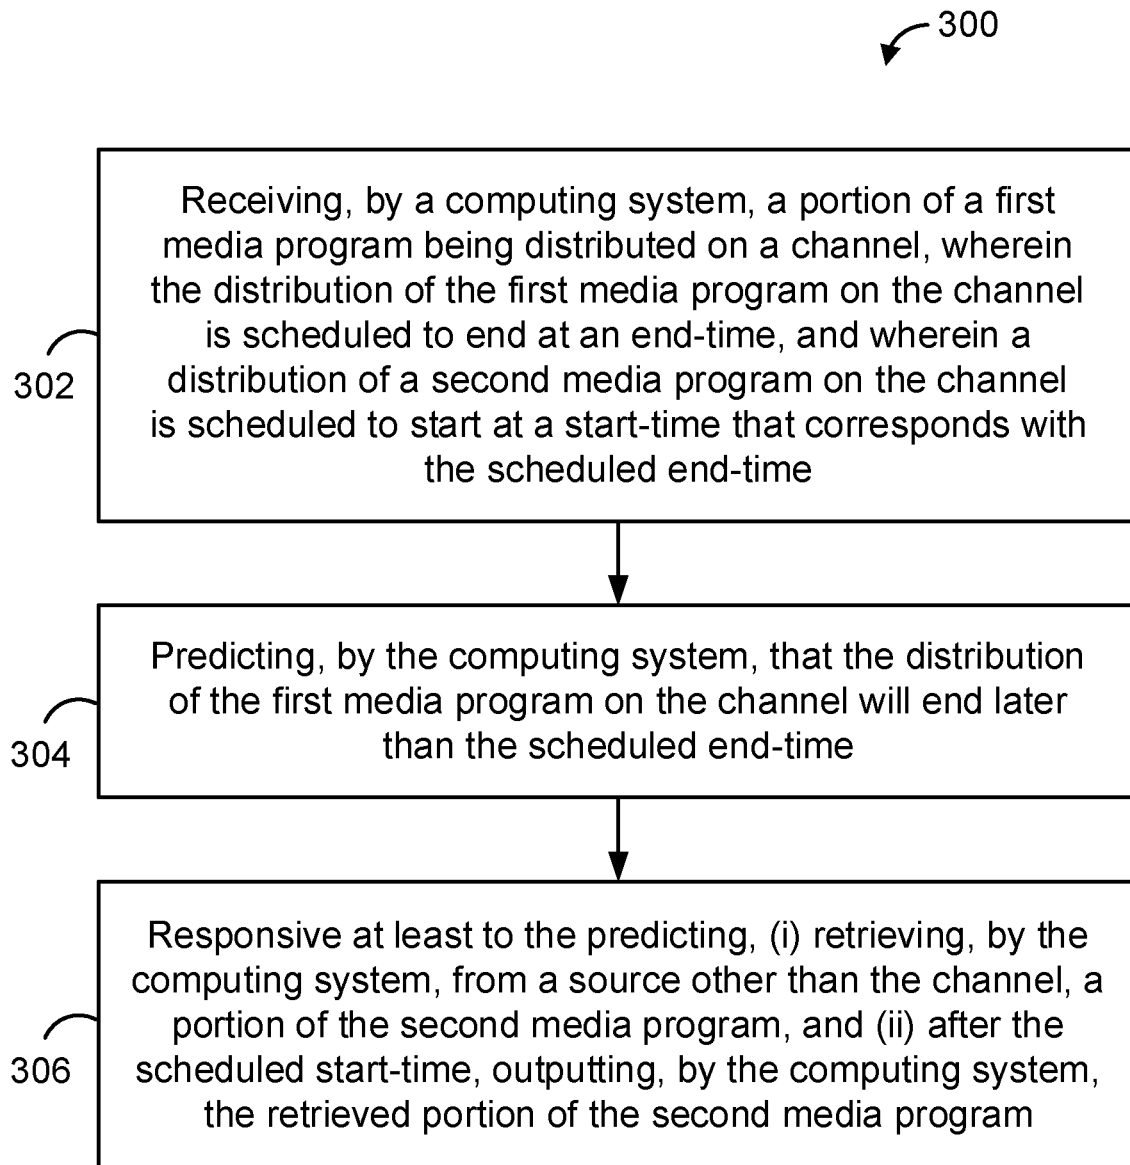 300
Receiving, by a computing system, a portion of a first
media program being distributed on a channel, wherein
the distribution of the first media program on the channel
is scheduled to end at an end-time, and wherein a
distribution of a second media program on the channel
is scheduled to start at a start-time that corresponds with
the scheduled end-time
302
Predicting, by the computing system, that the distribution
of the first media program on the channel will end later
than the scheduled end-time
304
Responsive at least to the predicting, (i) retrieving, by the
computing system, from a source other than the channel, a
portion of the second media program, and (ii) after the
scheduled start-time, outputting, by the computing system,
the retrieved portion of the second media program
306